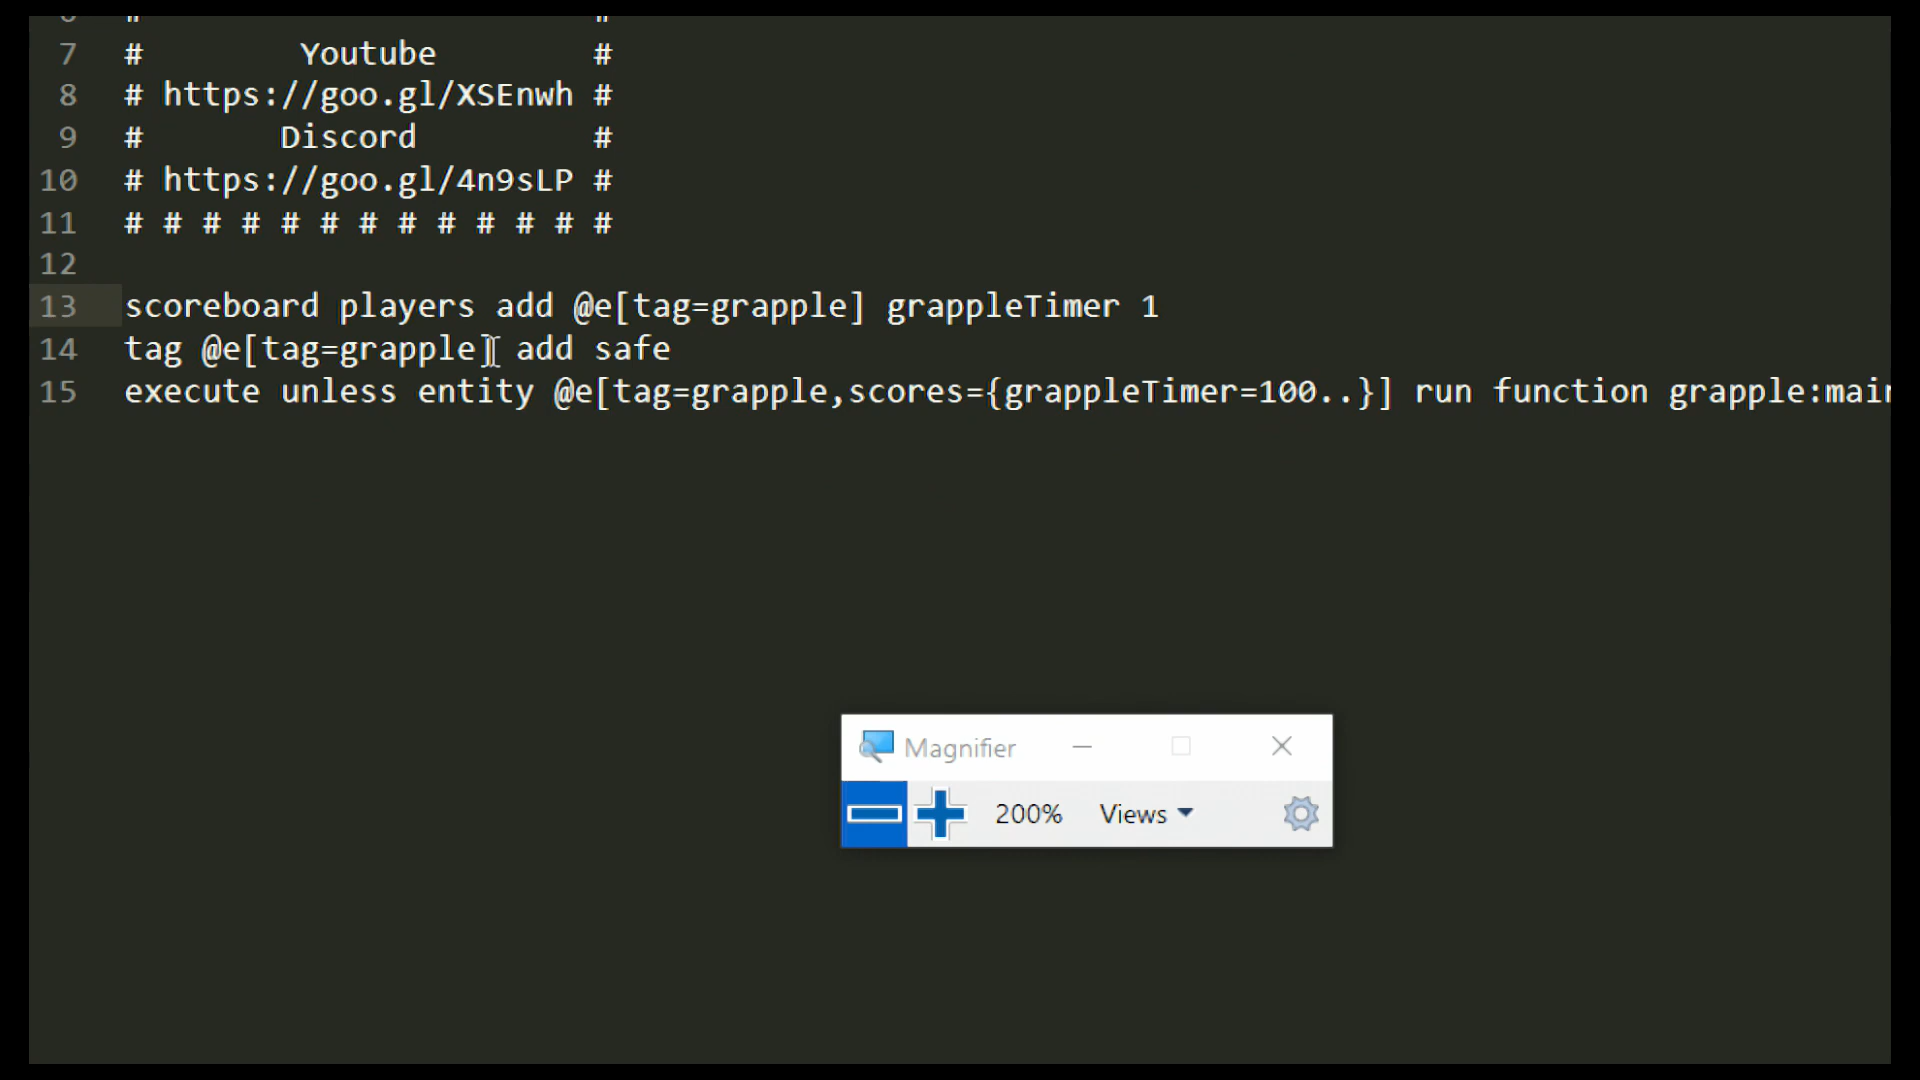 6 # #
7 # Youtube #
8 # https://goo.gl/XSEnwh #
9 # Discord #
10 # https://goo.gl/4n9sLP #
11 # # # # # # # # # # # # #
12
13 scoreboard players add @e[tag=grapple] grappleTimer 1
14 tag @e[tag=grapple] add safe
15 execute unless entity @e[tag=grapple,scores={grappleTimer=100..}] run function grapple:main
Magnifier
200% Views